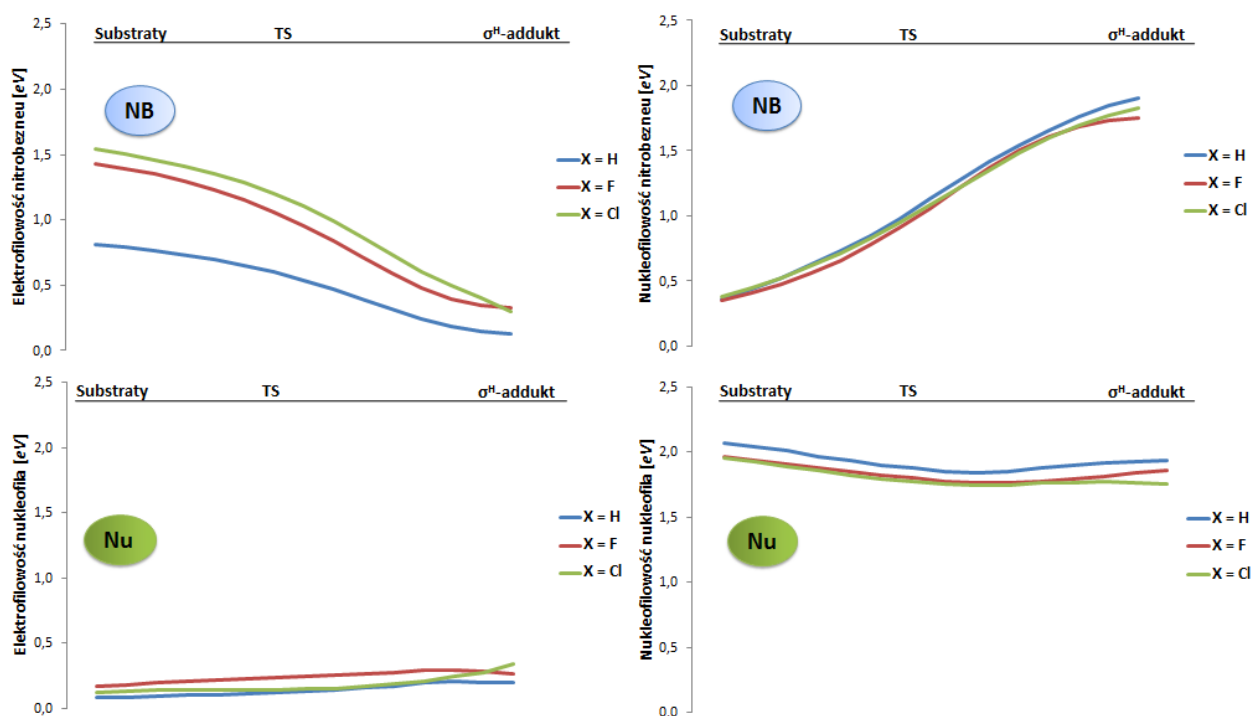 Elektrofilowość nitrobezneu [eV]
2,5
2,0
1,5
1,0
0,5
0,0
Substraty TS σᴴ-addukt
NB
X = H
X = F
X = Cl
Nukleofilowość nitrobezneu [eV]
2,5
2,0
1,5
1,0
0,5
0,0
Substraty TS σᴴ-addukt
NB
X = H
X = F
X = Cl
Elektrofilowość nukleofila [eV]
2,5
2,0
1,5
1,0
0,5
0,0
Substraty TS σᴴ-addukt
Nu
X = H
X = F
X = Cl
Nukleofilowość nukleofila [eV]
2,5
2,0
1,5
1,0
0,5
0,0
Substraty TS σᴴ-addukt
Nu
X = H
X = F
X = Cl